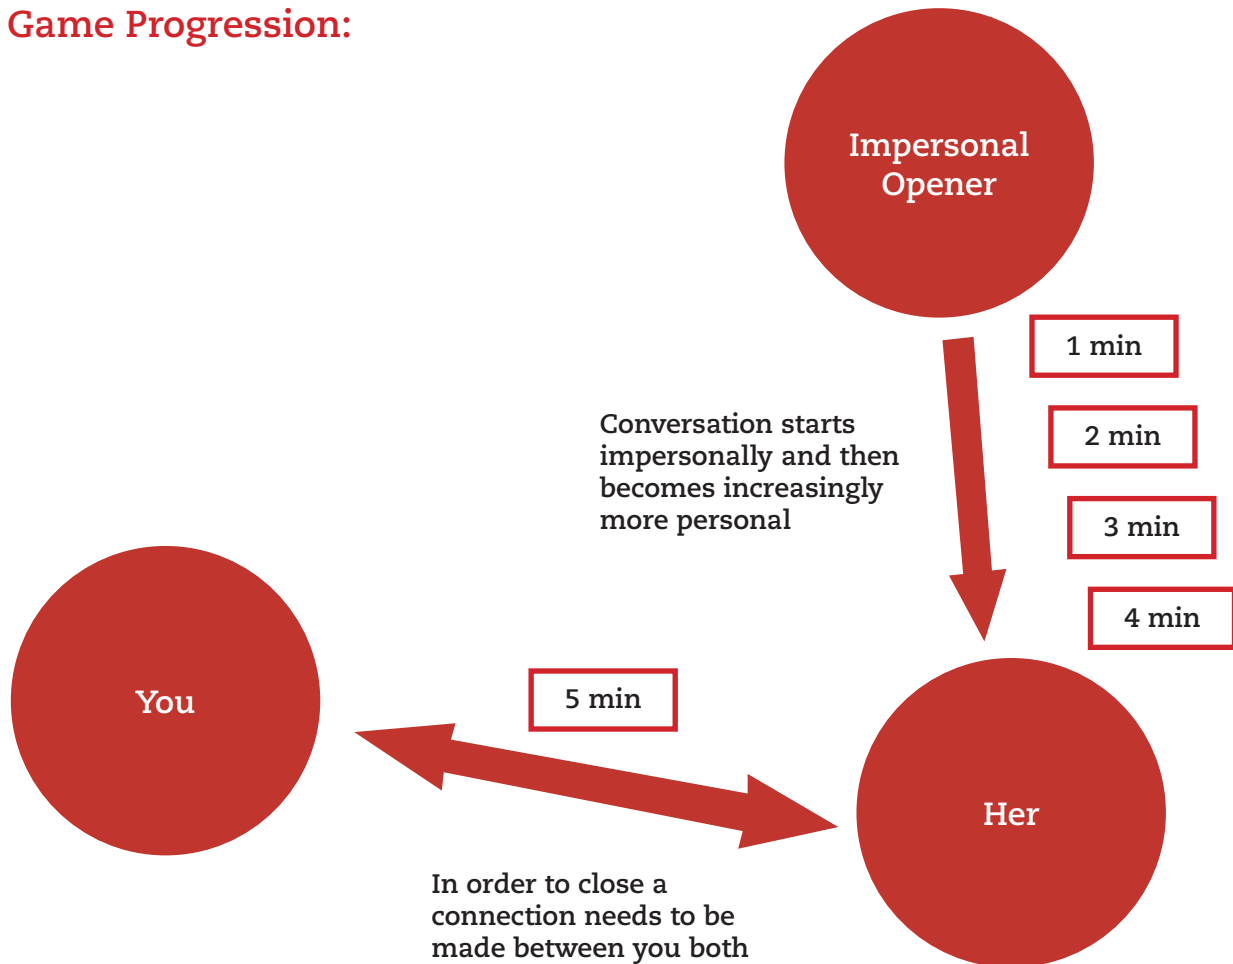 Game Progression:
Impersonal
Opener
1 min
Conversation starts
impersonally and then
becomes increasingly
more personal
2 min
3 min
4 min
You
5 min
Her
In order to close a
connection needs to be
made between you both